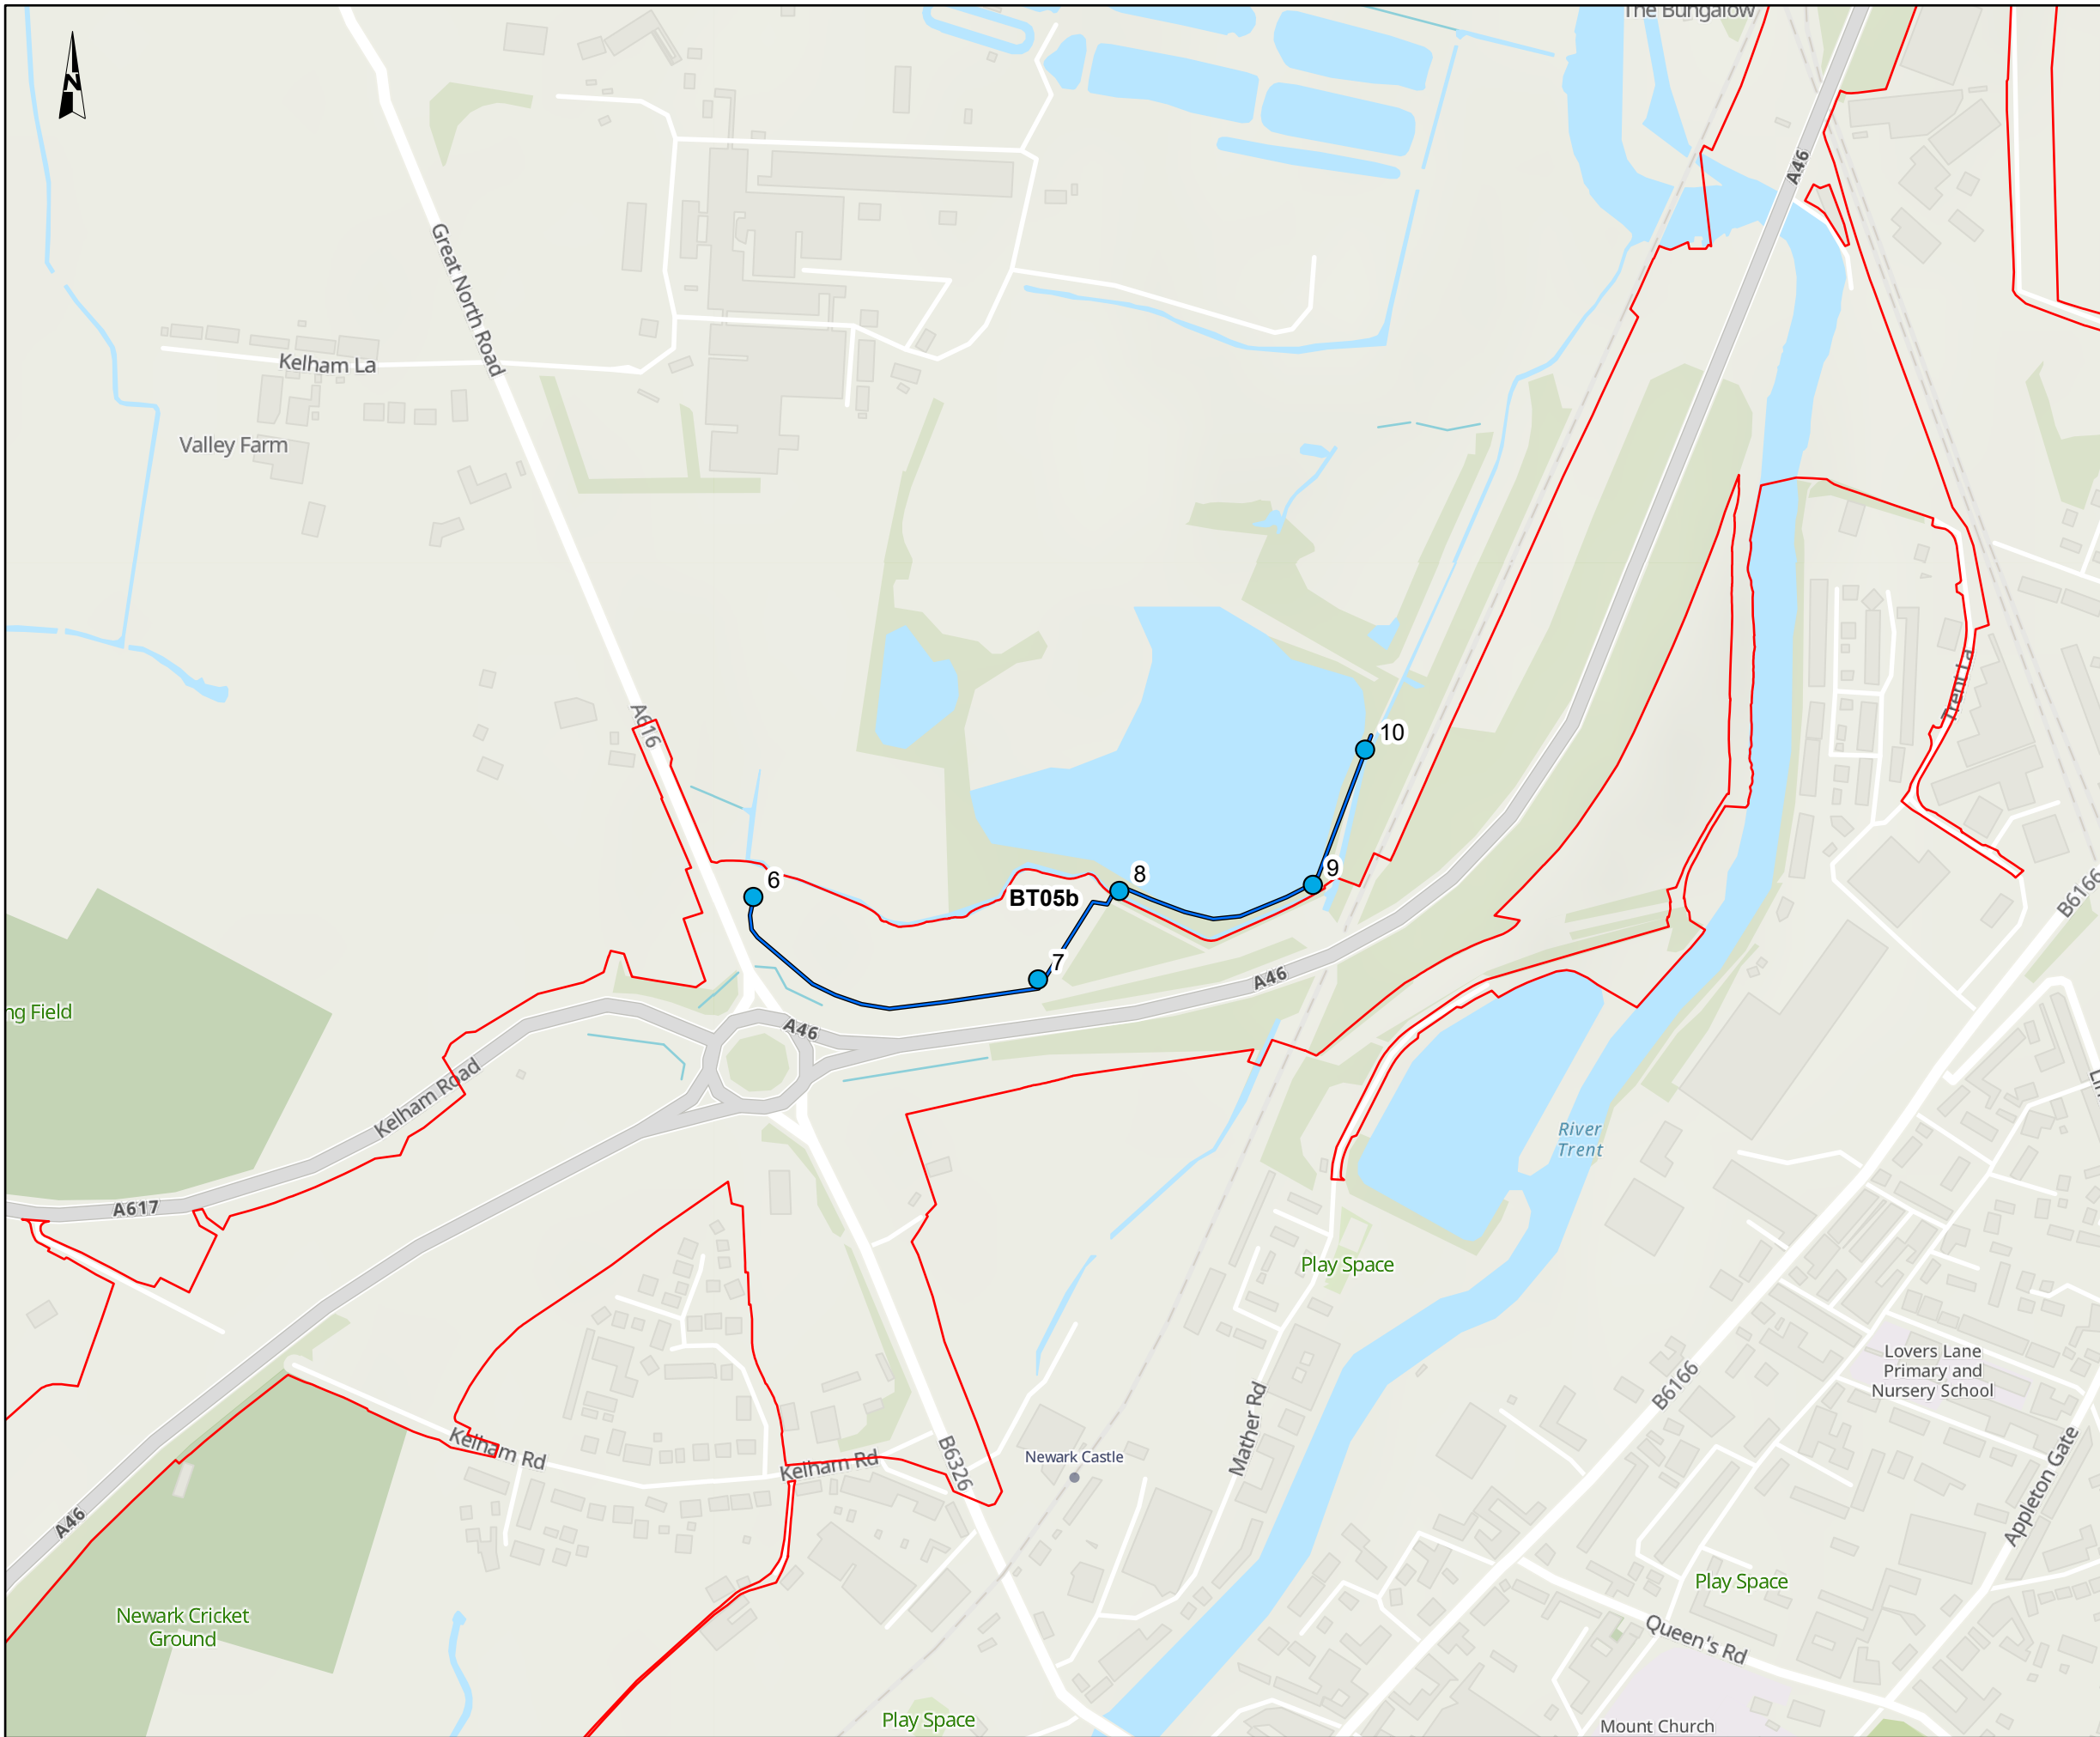 The Bungalow
N
A46
Great North Road
Kelham La
Valley Farm
A616
Trent La
10
6
8
9
BT05b
B6166
7
A46
ng Field
A46
Kelham Road
River
Trent
A617
Play Space
Lovers Lane
Primary and
Nursery School
B6166
Kelham Rd
Kelham Rd
B6326
Newark Castle
Mather Rd
Appleton Gate
A46
Play Space
Newark Cricket
Ground
Queen's Rd
Play Space
Mount Church